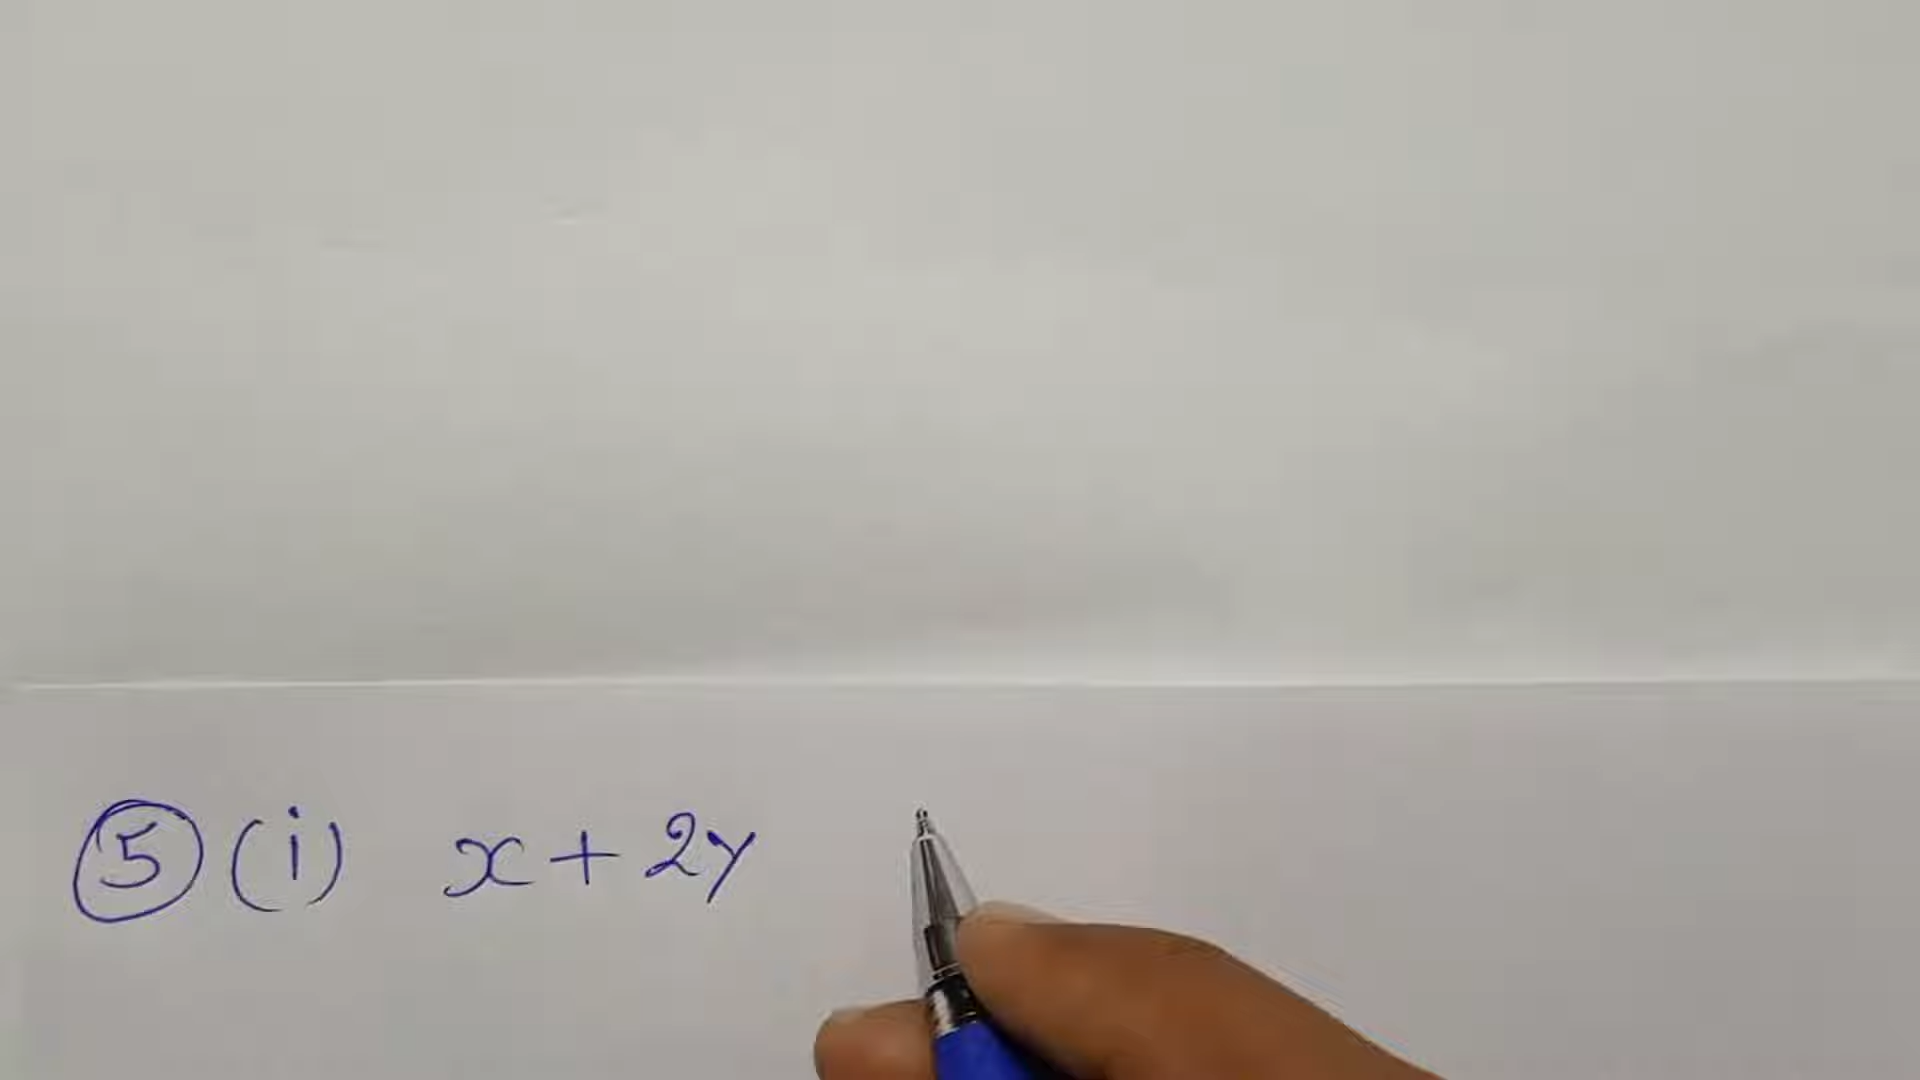 ⑤ (i) x + 2y